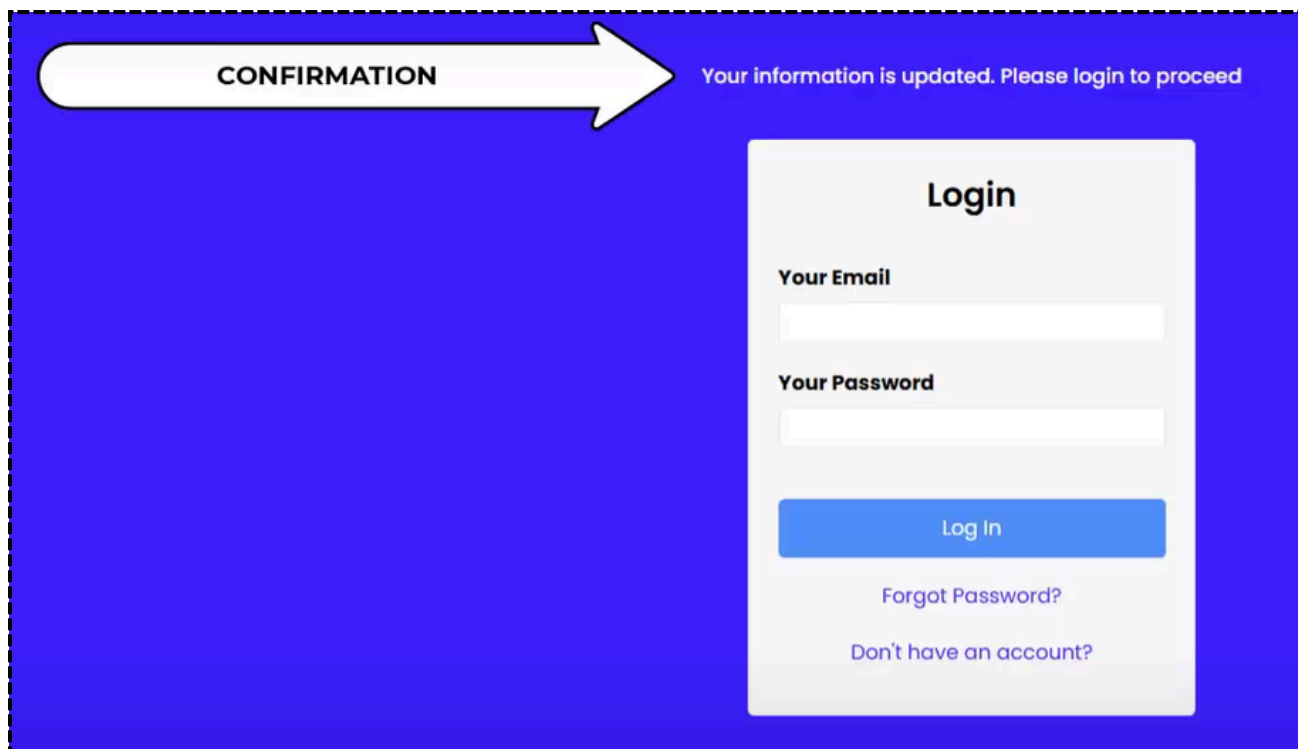 CONFIRMATION
Your information is updated. Please login to proceed
Login
Your Email
Your Password
Log In
Forgot Password?
Don't have an account?